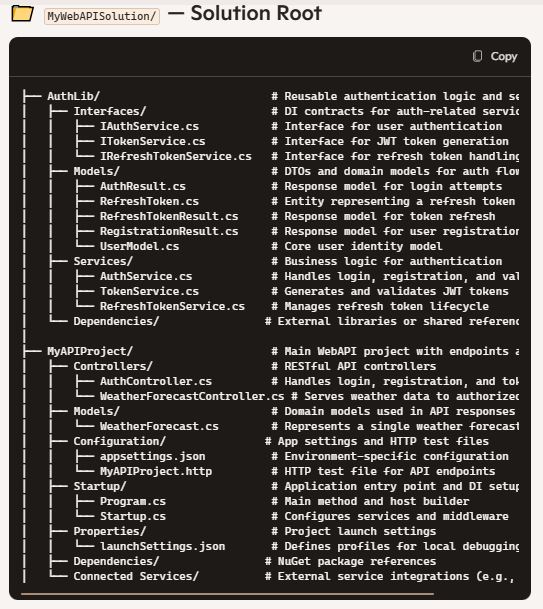 MyWebAPISolution/ — Solution Root
Copy
├── AuthLib/                          # Reusable authentication logic and se
│   ├── Interfaces/                   # DI contracts for auth-related servic
│   │   ├── IAuthService.cs           # Interface for user authentication
│   │   ├── ITokenService.cs          # Interface for JWT token generation
│   │   ├── IRefreshTokenService.cs   # Interface for refresh token handling
│   ├── Models/                       # DTOs and domain models for auth flow
│   │   ├── AuthResult.cs             # Response model for login attempts
│   │   ├── RefreshToken.cs           # Entity representing a refresh token
│   │   ├── RefreshTokenResult.cs     # Response model for token refresh
│   │   ├── RegistrationResult.cs     # Response model for user registration
│   │   └── UserModel.cs              # Core user identity model
│   ├── Services/                     # Business logic for authentication
│   │   ├── AuthService.cs            # Handles login, registration, and val
│   │   ├── TokenService.cs           # Generates and validates JWT tokens
│   │   └── RefreshTokenService.cs    # Manages refresh token lifecycle
│   └── Dependencies/                # External libraries or shared referenc
│
├── MyAPIProject/                     # Main WebAPI project with endpoints a
│   ├── Controllers/                  # RESTful API controllers
│   │   ├── AuthController.cs         # Handles login, registration, and tok
│   │   └── WeatherForecastController.cs # Serves weather data to authorized
│   ├── Models/                       # Domain models used in API responses
│   │   └── WeatherForecast.cs        # Represents a single weather forecast
│   ├── Configuration/               # App settings and HTTP test files
│   │   ├── appsettings.json          # Environment-specific configuration
│   │   └── MyAPIProject.http         # HTTP test file for API endpoints
│   ├── Startup/                      # Application entry point and DI setup
│   │   ├── Program.cs                # Main method and host builder
│   │   └── Startup.cs                # Configures services and middleware
│   ├── Properties/                   # Project launch settings
│   │   └── launchSettings.json       # Defines profiles for local debugging
│   ├── Dependencies/                # NuGet package references
│   └── Connected Services/          # External service integrations (e.g.,